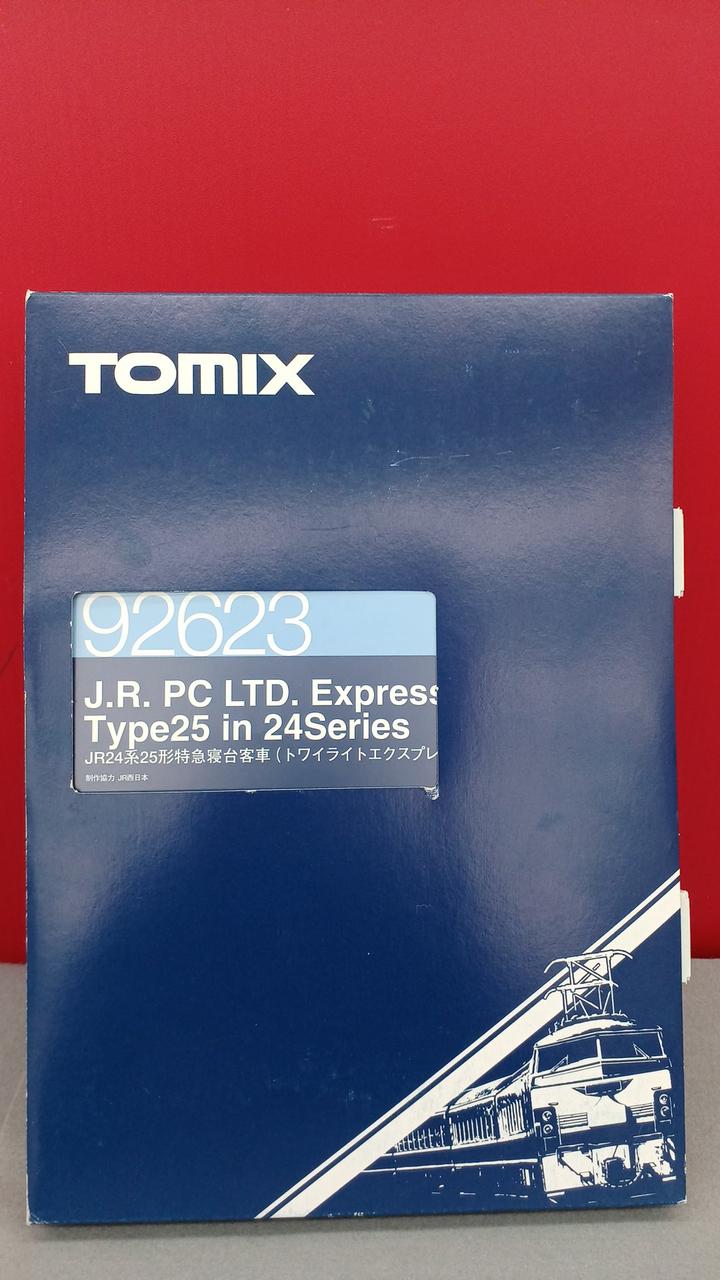 TOMIX
92623
J.R. PC LTD. Express
Type25 in 24Series
JR24系25形特急寝台客車（トワイライトエクスプレ
制作協力 JR西日本